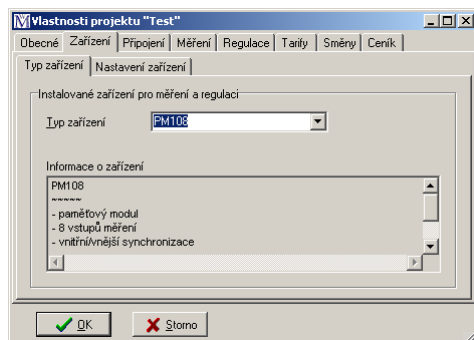 Vlastnosti projektu "Test"
Obecné Zařízení Připojení Měření Regulace Tarify Směny Ceník
Typ zařízení Nastavení zařízení
Instalované zařízení pro měření a regulaci
Typ zařízení PM108
Informace o zařízení
PM108
~~~~~
- paměťový modul
- 8 vstupů měření
- vnitřní/vnější synchronizace
OK Storno